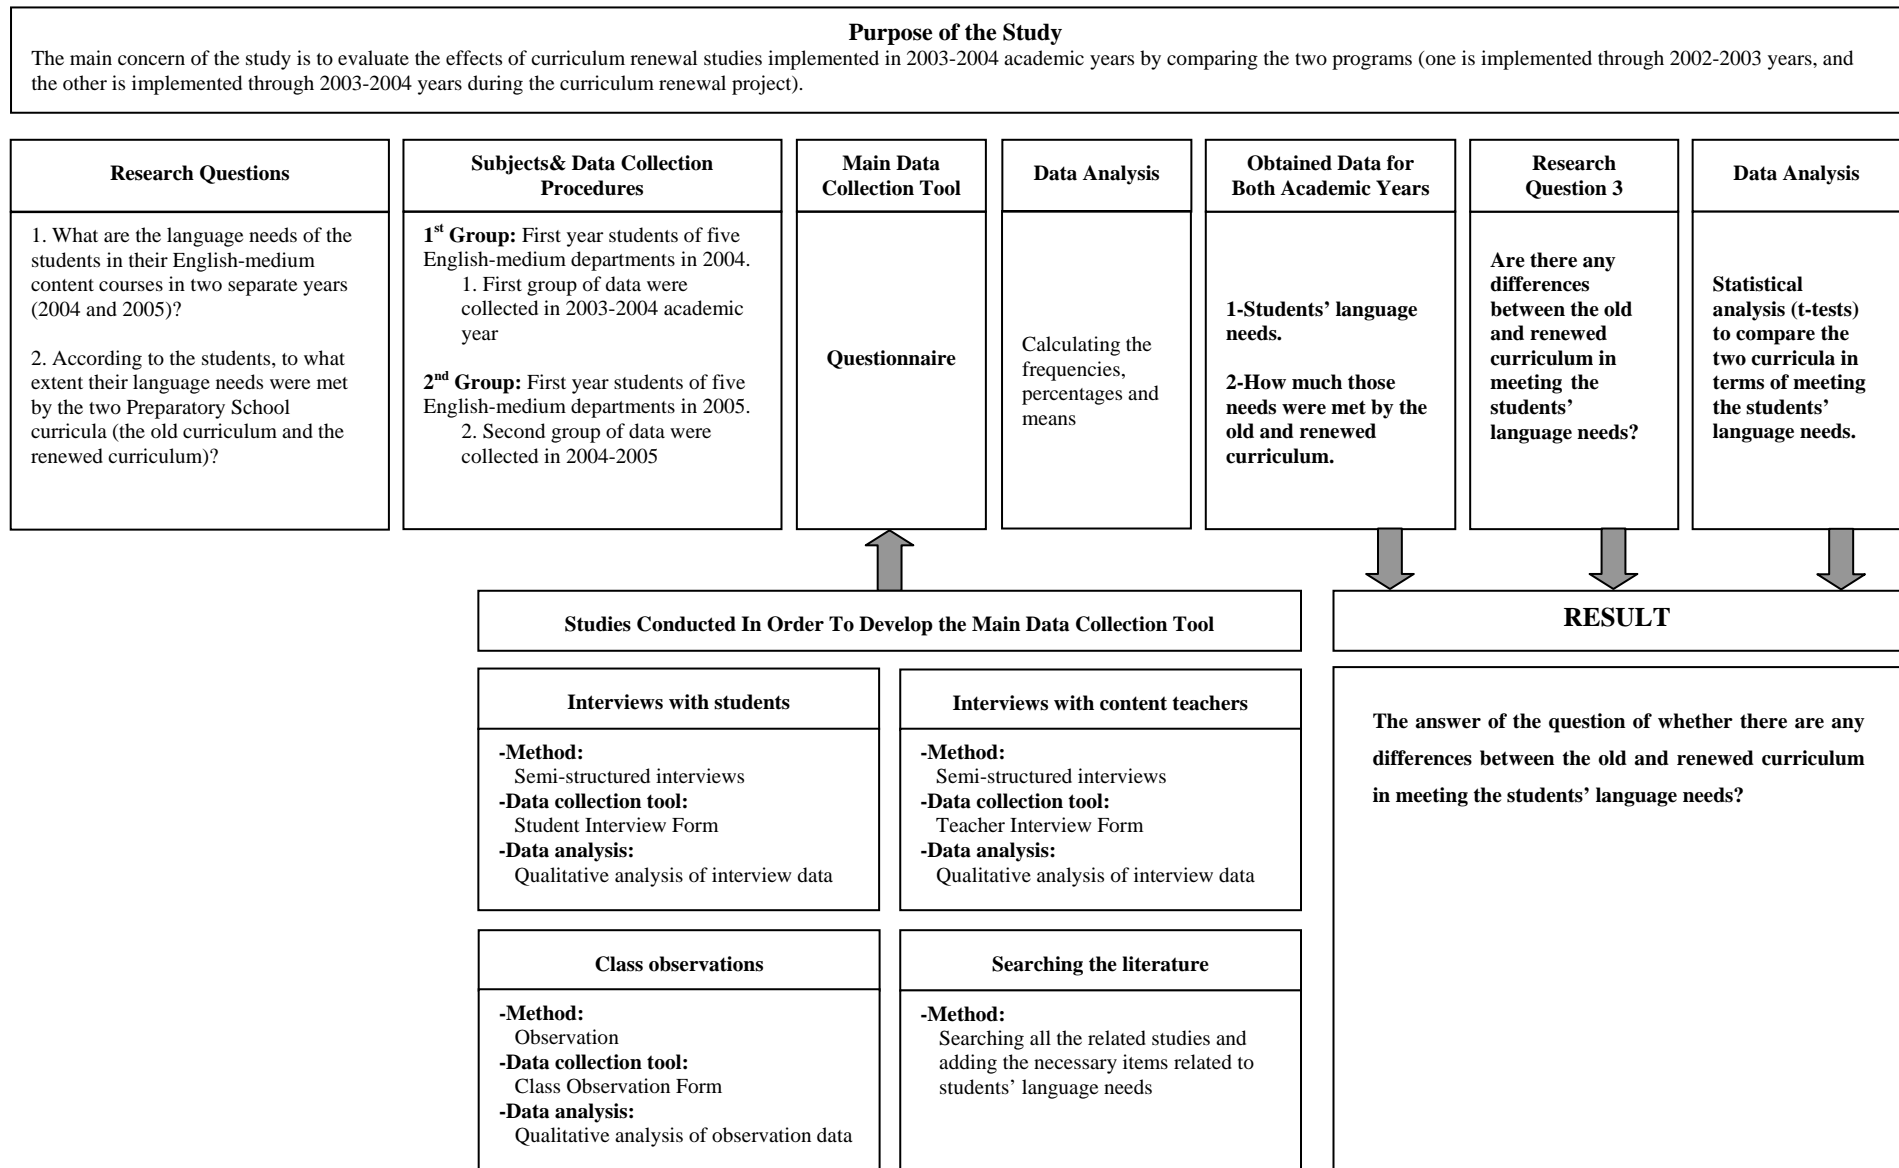 Purpose of the Study
The main concern of the study is to evaluate the effects of curriculum renewal studies implemented in 2003-2004 academic years by comparing the two programs (one is implemented through 2002-2003 years, and
the other is implemented through 2003-2004 years during the curriculum renewal project).
Research Questions
1. What are the language needs of the
students in their English-medium
content courses in two separate years
(2004 and 2005)?
2. According to the students, to what
extent their language needs were met
by the two Preparatory School
curricula (the old curriculum and the
renewed curriculum)?
Subjects& Data Collection
Procedures
1st Group: First year students of five
English-medium departments in 2004.
1. First group of data were
collected in 2003-2004 academic
year
2nd Group: First year students of five
English-medium departments in 2005.
2. Second group of data were
collected in 2004-2005
Main Data
Collection Tool
Questionnaire
Data Analysis
Calculating the
frequencies,
percentages and
means
Obtained Data for
Both Academic Years
1-Students’ language
needs.
2-How much those
needs were met by the
old and renewed
curriculum.
Research
Question 3
Are there any
differences
between the old
and renewed
curriculum in
meeting the
students’
language needs?
Data Analysis
Statistical
analysis (t-tests)
to compare the
two curricula in
terms of meeting
the students’
language needs.
Studies Conducted In Order To Develop the Main Data Collection Tool
Interviews with students
-Method:
Semi-structured interviews
-Data collection tool:
Student Interview Form
-Data analysis:
Qualitative analysis of interview data
Interviews with content teachers
-Method:
Semi-structured interviews
-Data collection tool:
Teacher Interview Form
-Data analysis:
Qualitative analysis of interview data
Class observations
-Method:
Observation
-Data collection tool:
Class Observation Form
-Data analysis:
Qualitative analysis of observation data
Searching the literature
-Method:
Searching all the related studies and
adding the necessary items related to
students’ language needs
RESULT
The answer of the question of whether there are any
differences between the old and renewed curriculum
in meeting the students’ language needs?